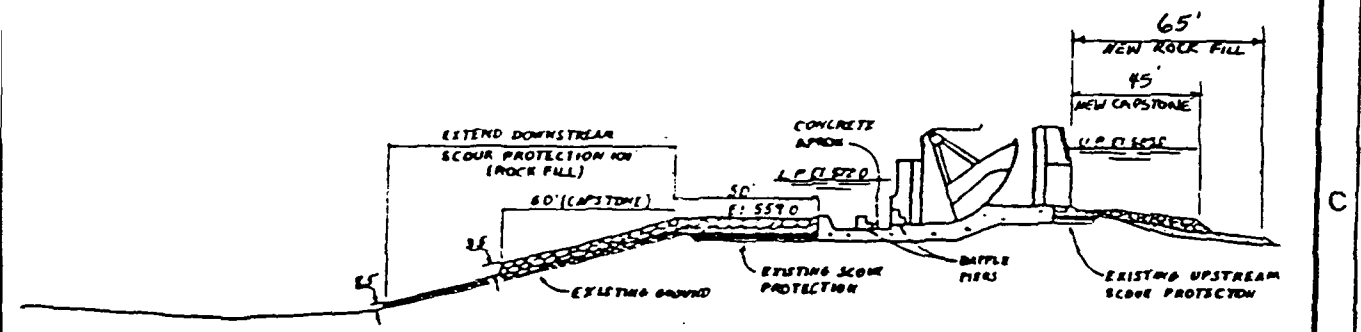 65'
NEW ROCK FILL
45'
NEW CAPSTONE
C
EXTEND DOWNSTREAM
SCOUR PROTECTION
(ROCK FILL)
CONCRETE
APRON
50'
60' (CAPSTONE)
EXISTING SCOUR
PROTECTION
BAFFLE
PIERS
EXISTING UPSTREAM
SCOUR PROTECTION
EXISTING GROUND